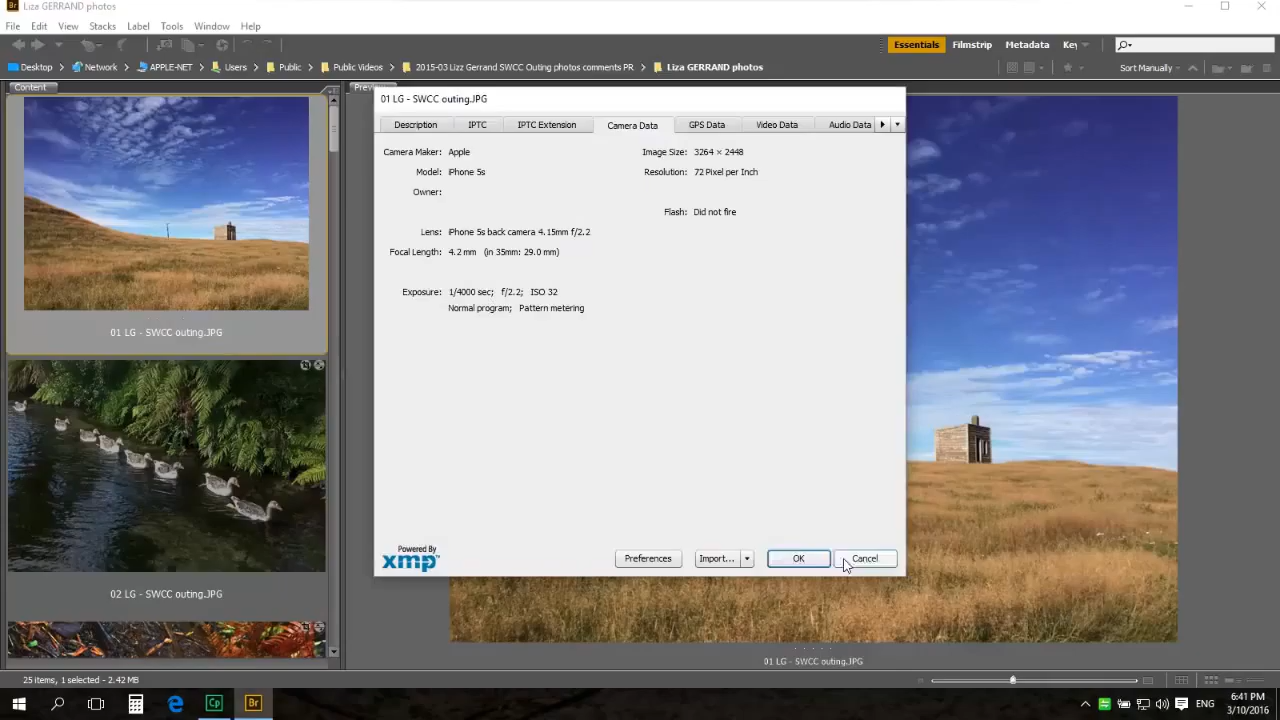 Br Liza GERRAND photos
File Edit View Stacks Label Tools Window Help
Essentials Filmstrip Metadata
Desktop Network APPLE-NET Users Public Public Videos 2015-03 Lizz Gerrand SWCC Outing photos comments PR Liza GERRAND photos Sort Manually
Content
01 LG - SWCC outing.JPG
Description IPTC IPTC Extension Camera Data GPS Data Video Data Audio Data
Camera Maker: Apple Image Size: 3264 × 2448
Model: iPhone 5s Resolution: 72 Pixel per Inch
Owner:
Flash: Did not fire
Lens: iPhone 5s back camera 4.15mm f/2.2
Focal Length: 4.2 mm (in 35mm: 29.0 mm)
Exposure: 1/4000 sec; f/2.2; ISO 32
Normal program; Pattern metering
Powered By
xmp™
Preferences Import... OK Cancel
01 LG - SWCC outing.JPG
02 LG - SWCC outing.JPG
01 LG - SWCC outing.JPG
25 items, 1 selected - 2.42 MB
Cp Br ENG
6:41 PM
3/10/2016